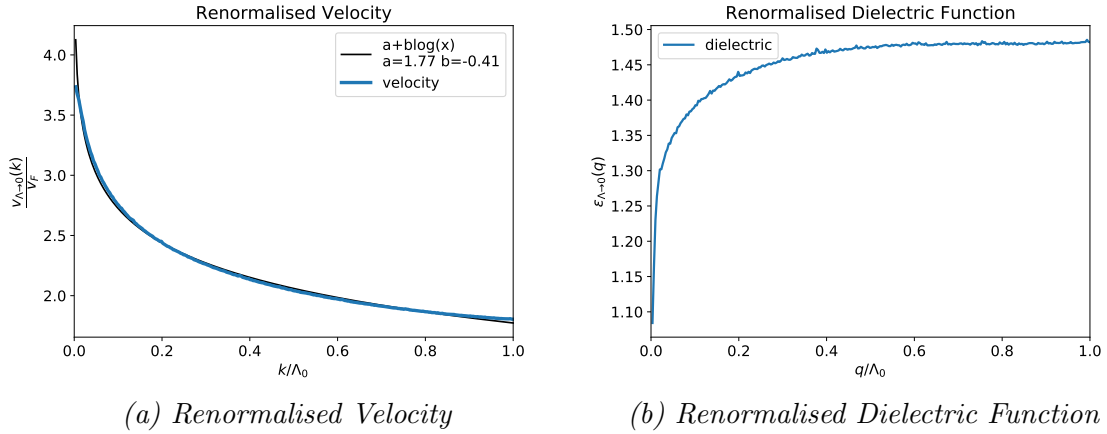 Renormalised Velocity
4.0
3.5
3.0
2.5
2.0
a+blog(x)
a=1.77 b=-0.41
velocity
v_{Λ→0}(k)
v_F
0.0 0.2 0.4 0.6 0.8 1.0
k/Λ₀
(a) Renormalised Velocity
Renormalised Dielectric Function
1.50
1.45
1.40
1.35
1.30
1.25
1.20
1.15
1.10
dielectric
ε_{Λ→0}(q)
0.0 0.2 0.4 0.6 0.8 1.0
q/Λ₀
(b) Renormalised Dielectric Function